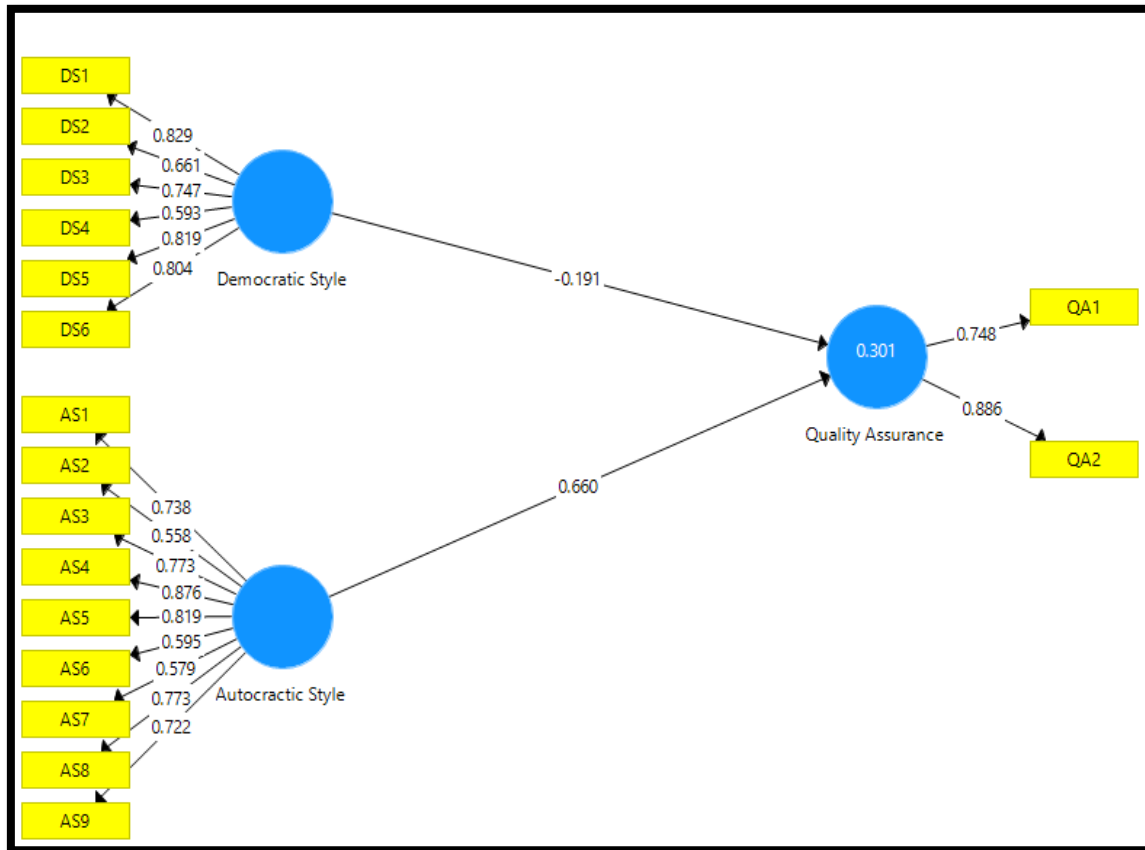 DS1
DS2
DS3
DS4
DS5
DS6
0.829
0.661
0.747
0.593
0.819
0.804
Democratic Style
-0.191
AS1
AS2
AS3
AS4
AS5
AS6
AS7
AS8
AS9
0.738
0.558
0.773
0.876
0.819
0.595
0.579
0.773
0.722
Autocractic Style
0.660
0.301
Quality Assurance
0.748
0.886
QA1
QA2